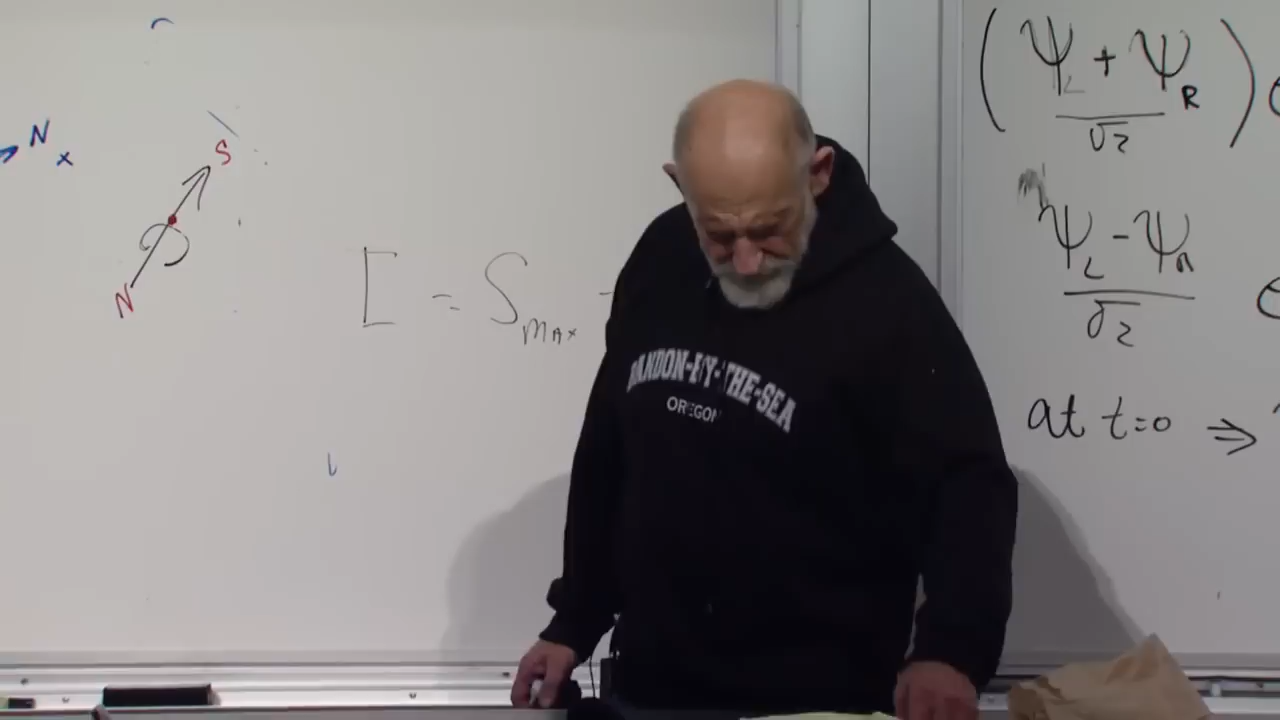 N x
S
N
E = S max
BANDON-BY-THE-SEA
OREGON
( ψL + ψR )
√2
ψL - ψR
√2
at t=0 ⇒